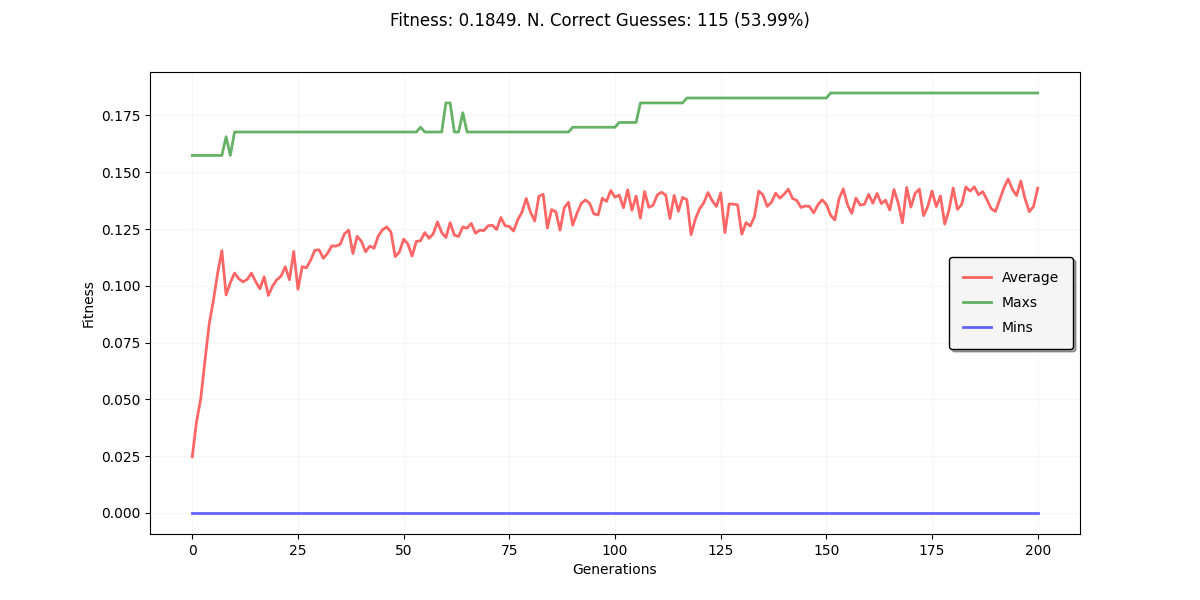 Fitness: 0.1849. N. Correct Guesses: 115 (53.99%)
0.175
0.150
0.125
0.100
0.075
0.050
0.025
0.000
Fitness
Average
Maxs
Mins
0 25 50 75 100 125 150 175 200
Generations